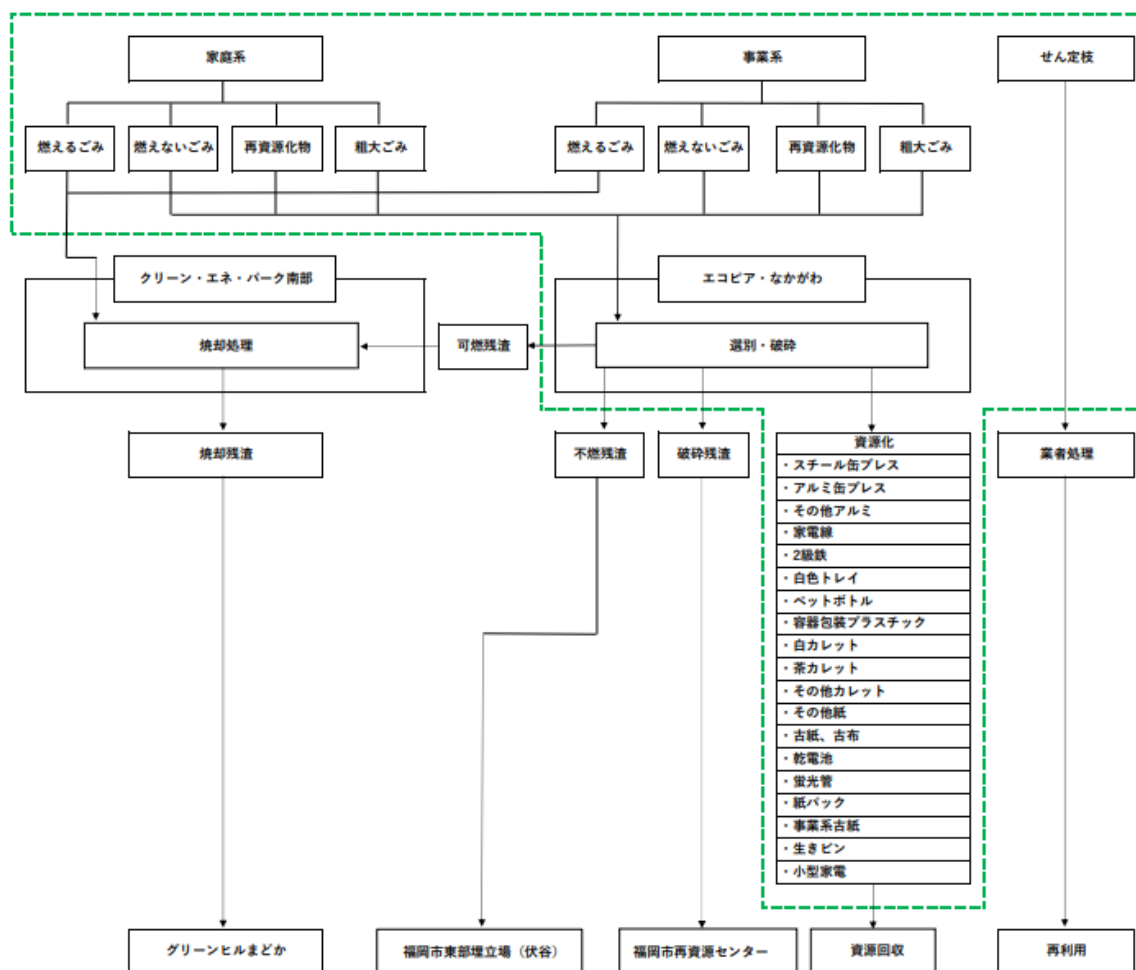 家庭系
事業系
せん定枝
燃えるごみ
燃えないごみ
再資源化物
粗大ごみ
燃えるごみ
燃えないごみ
再資源化物
粗大ごみ
クリーン・エネ・パーク南部
エコピア・なかがわ
焼却処理
可燃残渣
選別・破砕
焼却残渣
不燃残渣
破砕残渣
資源化
業者処理
・スチール缶プレス
・アルミ缶プレス
・その他アルミ
・家電線
・2級鉄
・白色トレイ
・ペットボトル
・容器包装プラスチック
・白カレット
・茶カレット
・その他カレット
・その他紙
・古紙、古布
・乾電池
・蛍光管
・紙パック
・事業系古紙
・生きビン
・小型家電
グリーンヒルまどか
福岡市東部埋立場（伏谷）
福岡市再資源センター
資源回収
再利用